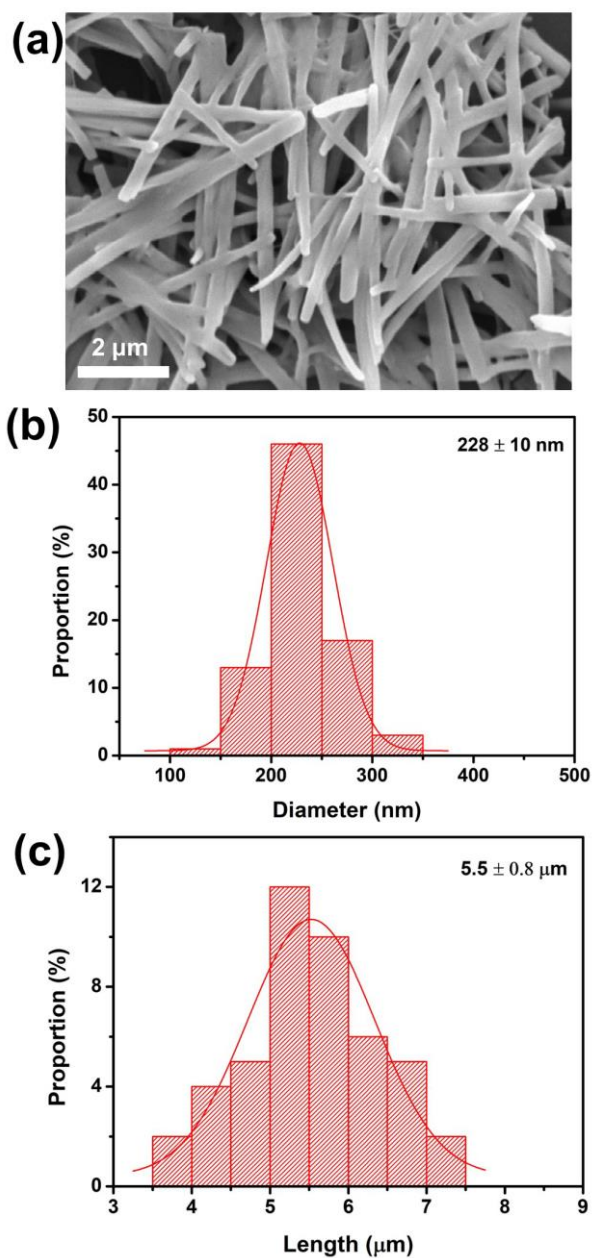 (a)
2 µm
(b)
50
40
30
20
10
0
Proportion (%)
228 ± 10 nm
100 200 300 400 500
Diameter (nm)
(c)
12
8
4
0
Proportion (%)
5.5 ± 0.8 µm
3 4 5 6 7 8 9
Length (µm)